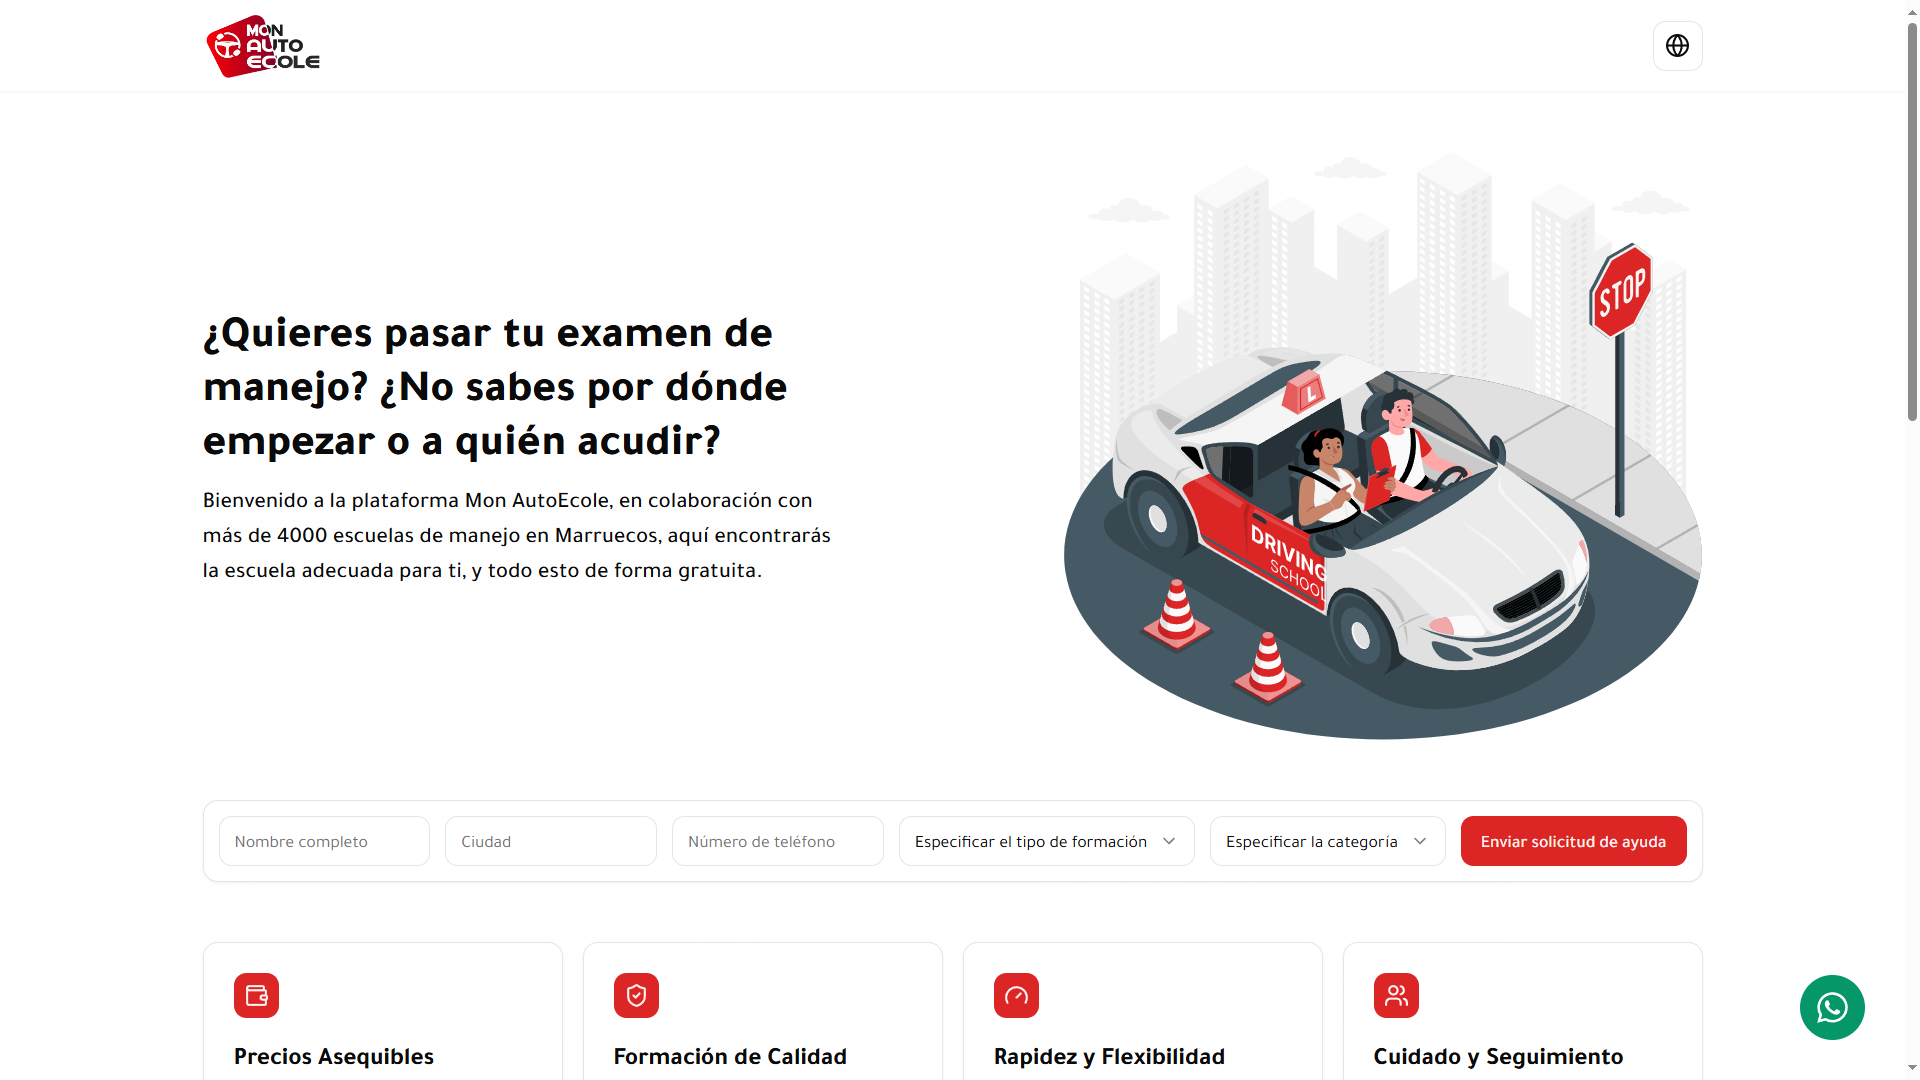 MON
AUTO
ECOLE
¿Quieres pasar tu examen de
manejo? ¿No sabes por dónde
empezar o a quién acudir?
Bienvenido a la plataforma Mon AutoEcole, en colaboración con
más de 4000 escuelas de manejo en Marruecos, aquí encontrarás
la escuela adecuada para ti, y todo esto de forma gratuita.
STOP
L
DRIVING
SCHOOL
Nombre completo
Ciudad
Número de teléfono
Especificar el tipo de formación
Especificar la categoría
Enviar solicitud de ayuda
Precios Asequibles
Formación de Calidad
Rapidez y Flexibilidad
Cuidado y Seguimiento